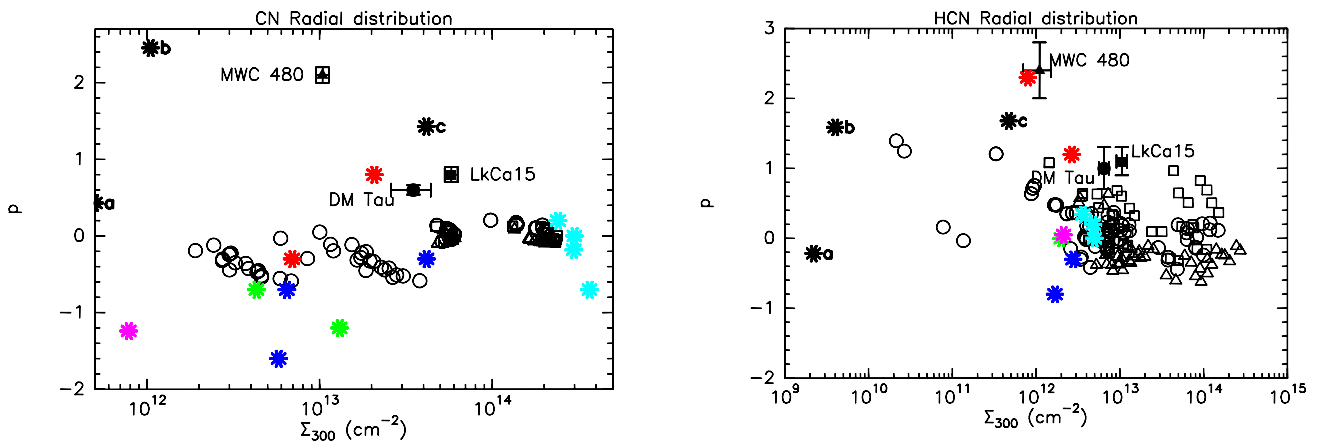 CN Radial distribution
b
MWC 480
c
LkCa15
DM Tau
a
p
2
1
0
−1
−2
10^12
10^13
10^14
Σ_300 (cm^−2)
HCN Radial distribution
MWC 480
b
c
LkCa15
DM Tau
a
p
3
2
1
0
−1
−2
10^9
10^10
10^11
10^12
10^13
10^14
10^15
Σ_300 (cm^−2)